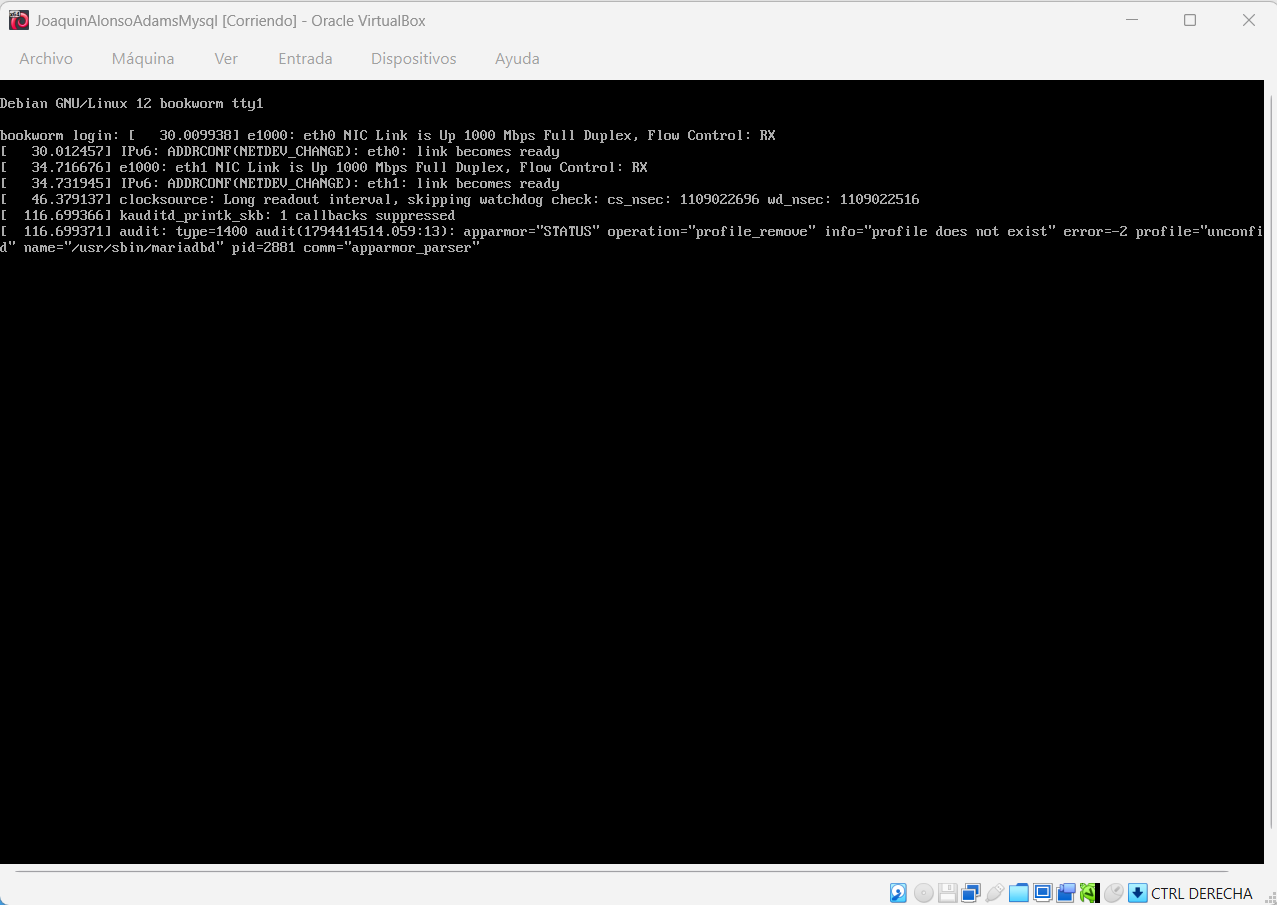 JoaquinAlonsoAdamsMysql [Corriendo] - Oracle VirtualBox
Archivo Máquina Ver Entrada Dispositivos Ayuda
Debian GNU/Linux 12 bookworm tty1
bookworm login: [   30.009938] e1000: eth0 NIC Link is Up 1000 Mbps Full Duplex, Flow Control: RX
[   30.012457] IPv6: ADDRCONF(NETDEV_CHANGE): eth0: link becomes ready
[   34.716676] e1000: eth1 NIC Link is Up 1000 Mbps Full Duplex, Flow Control: RX
[   34.731945] IPv6: ADDRCONF(NETDEV_CHANGE): eth1: link becomes ready
[   46.379137] clocksource: Long readout interval, skipping watchdog check: cs_nsec: 1109022696 wd_nsec: 1109022516
[  116.699366] kauditd_printk_skb: 1 callbacks suppressed
[  116.699371] audit: type=1400 audit(1794414514.059:13): apparmor="STATUS" operation="profile_remove" info="profile does not exist" error=-2 profile="unconfi
d" name="/usr/sbin/mariadbd" pid=2881 comm="apparmor_parser"
CTRL DERECHA